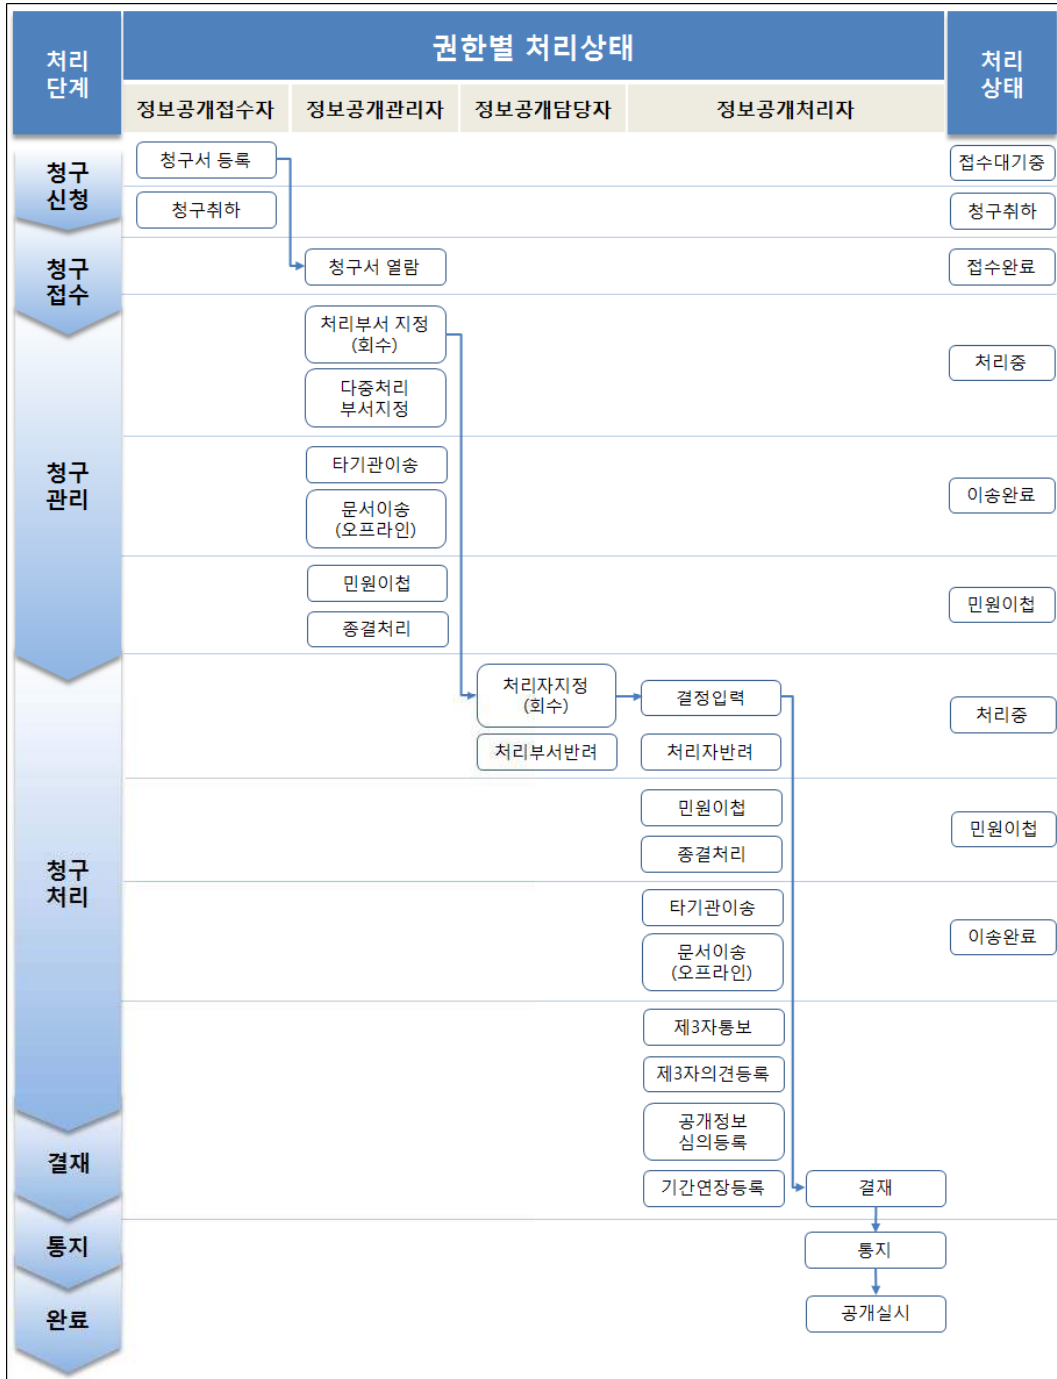 처리
단계
권한별 처리상태
처리
상태
정보공개접수자
정보공개관리자
정보공개담당자
정보공개처리자
청구
신청
청구서 등록
접수대기중
청구취하
청구취하
청구
접수
청구서 열람
접수완료
청구
관리
처리부서 지정
(회수)
다중처리
부서지정
처리중
타기관이송
문서이송
(오프라인)
이송완료
민원이첩
종결처리
민원이첩
청구
처리
처리자지정
(회수)
결정입력
처리부서반려
처리자반려
처리중
민원이첩
종결처리
민원이첩
타기관이송
문서이송
(오프라인)
이송완료
제3자통보
제3자의견등록
공개정보
심의등록
기간연장등록
결재
결재
통지
통지
완료
공개실시